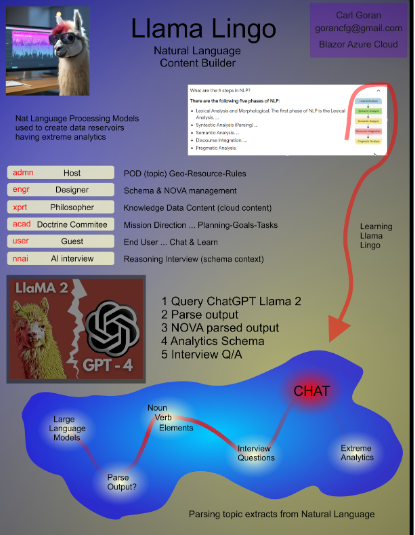 Llama Lingo
Natural Language
Content Builder
Carl Goran
gorancfg@gmail.com
Blazor Azure Cloud
Nat Language Processing Models
used to create data reservoirs
having extreme analytics
What are the five steps in NLP?
There are the following five phases of NLP:
Lexical Analysis and Morphological. The first phase of NLP is the Lexical
Analysis. ...
Syntactic Analysis (Parsing) ...
Semantic Analysis. ...
Discourse Integration. ...
Pragmatic Analysis.
admn Host POD (topic) Geo-Resource-Rules
engr Designer Schema & NOVA management
xprt Philosopher Knowledge Data Content (cloud content)
acad Doctrine Commitee Mission Direction ... Planning-Goals-Tasks
user Guest End User ... Chat & Learn
nnai AI interview Reasoning Interview (schema context)
Learning
Llama
Lingo
LlaMA 2
GPT - 4
1 Query ChatGPT Llama 2
2 Parse output
3 NOVA parsed output
4 Analytics Schema
5 Interview Q/A
CHAT
Noun
Verb
Elements
Large
Language
Models
Interview
Questions
Extreme
Analytics
Parse
Output?
Parsing topic extracts from Natural Language